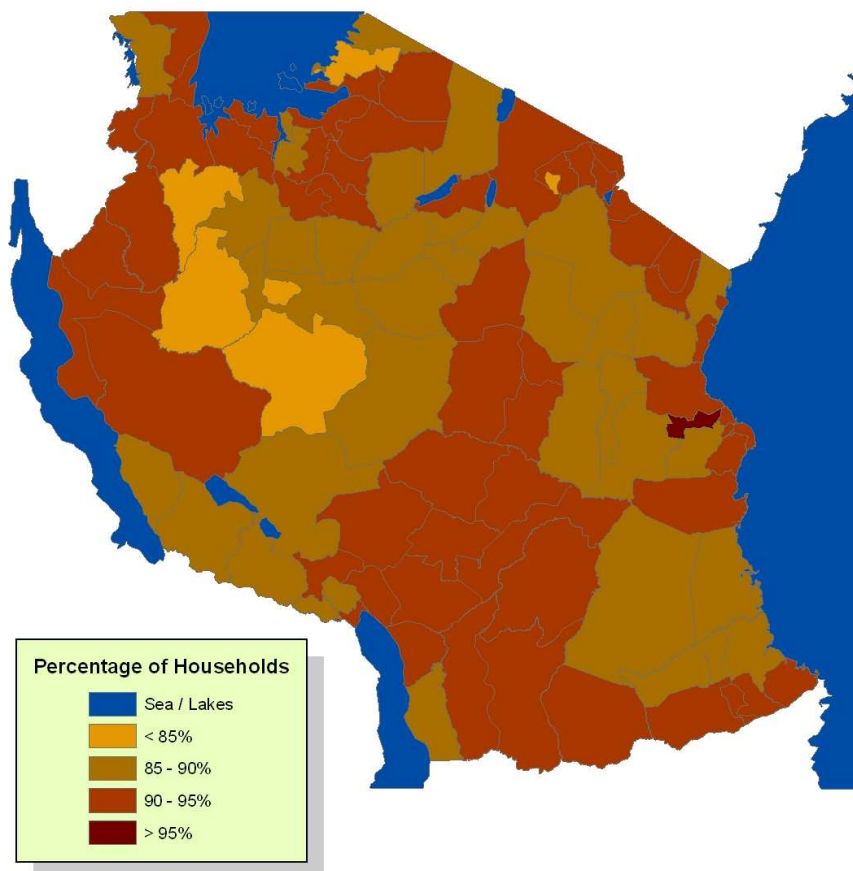 Percentage of Households
Sea / Lakes
< 85%
85 - 90%
90 - 95%
> 95%